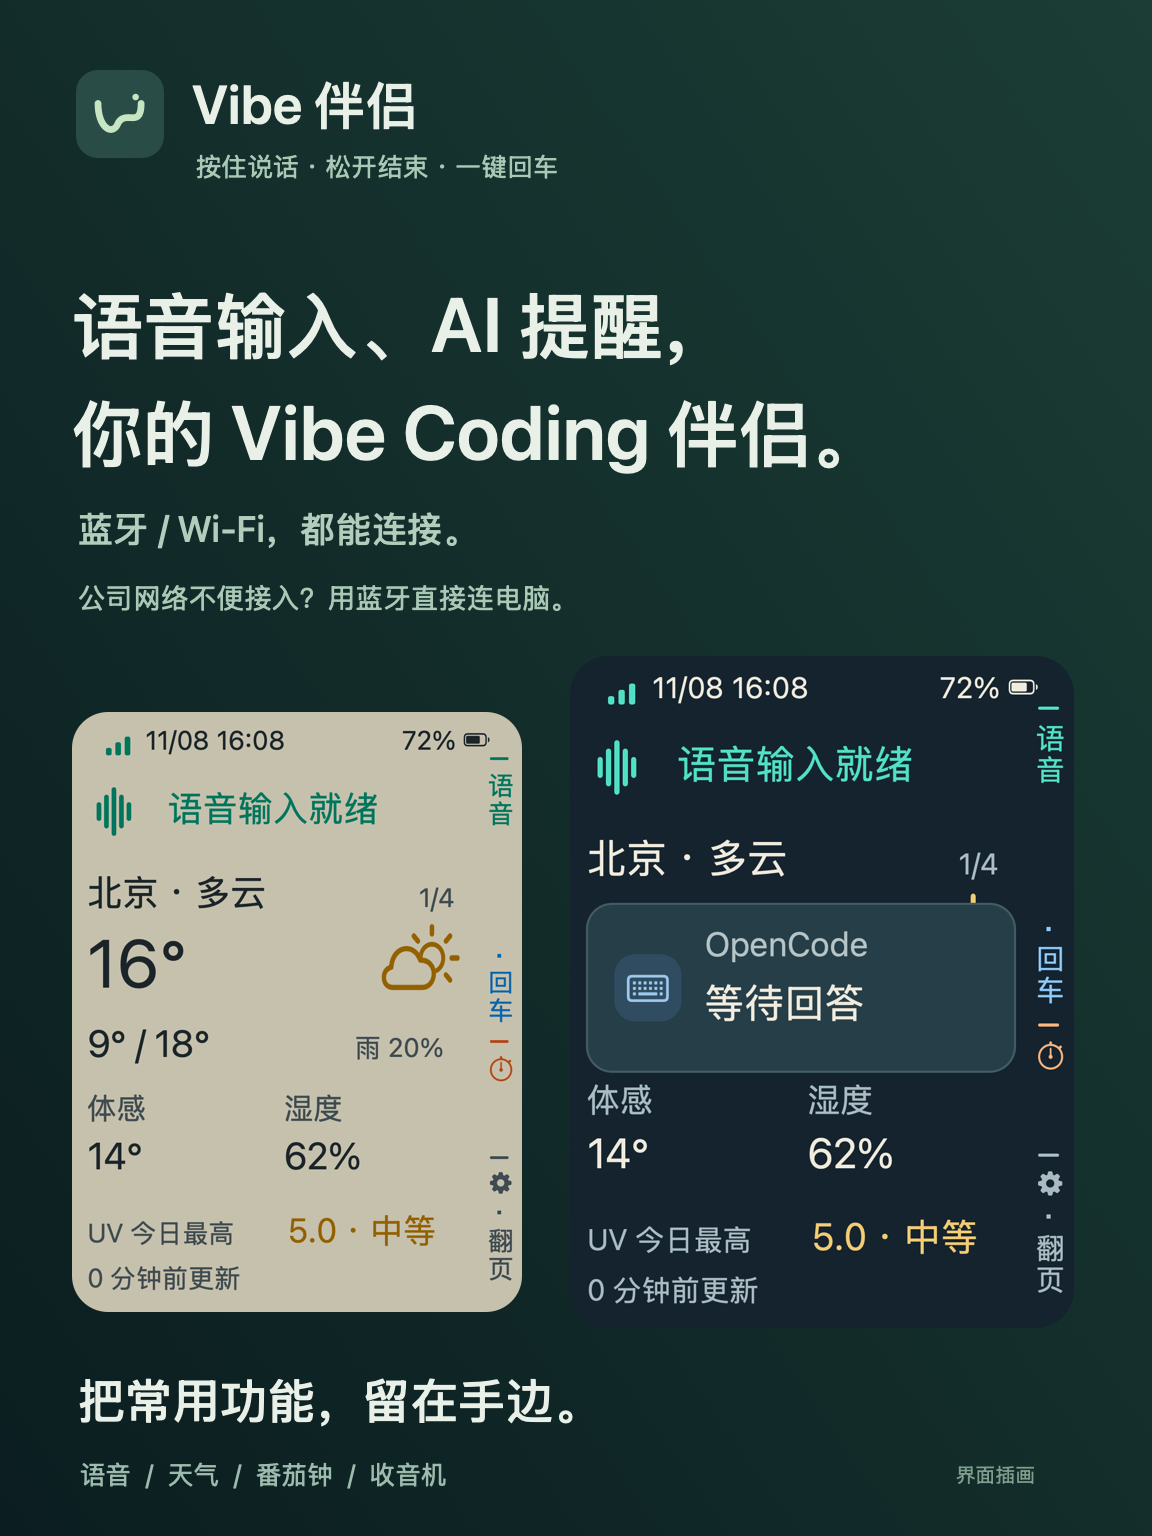 Vibe 伴侣
按住说话 · 松开结束 · 一键回车
语音输入、AI 提醒，
你的 Vibe Coding 伴侣。
蓝牙 / Wi-Fi，都能连接。
公司网络不便接入？用蓝牙直接连电脑。
11/08 16:08 72%
语音输入就绪
语音
北京 · 多云
1/4
16°
回车
9° / 18°
雨 20%
体感 湿度
14° 62%
UV 今日最高 5.0 · 中等
翻页
0 分钟前更新
11/08 16:08 72%
语音
语音输入就绪
北京 · 多云
1/4
OpenCode
等待回答
回车
体感 湿度
14° 62%
UV 今日最高 5.0 · 中等
翻页
0 分钟前更新
把常用功能，留在手边。
语音 / 天气 / 番茄钟 / 收音机
界面插画